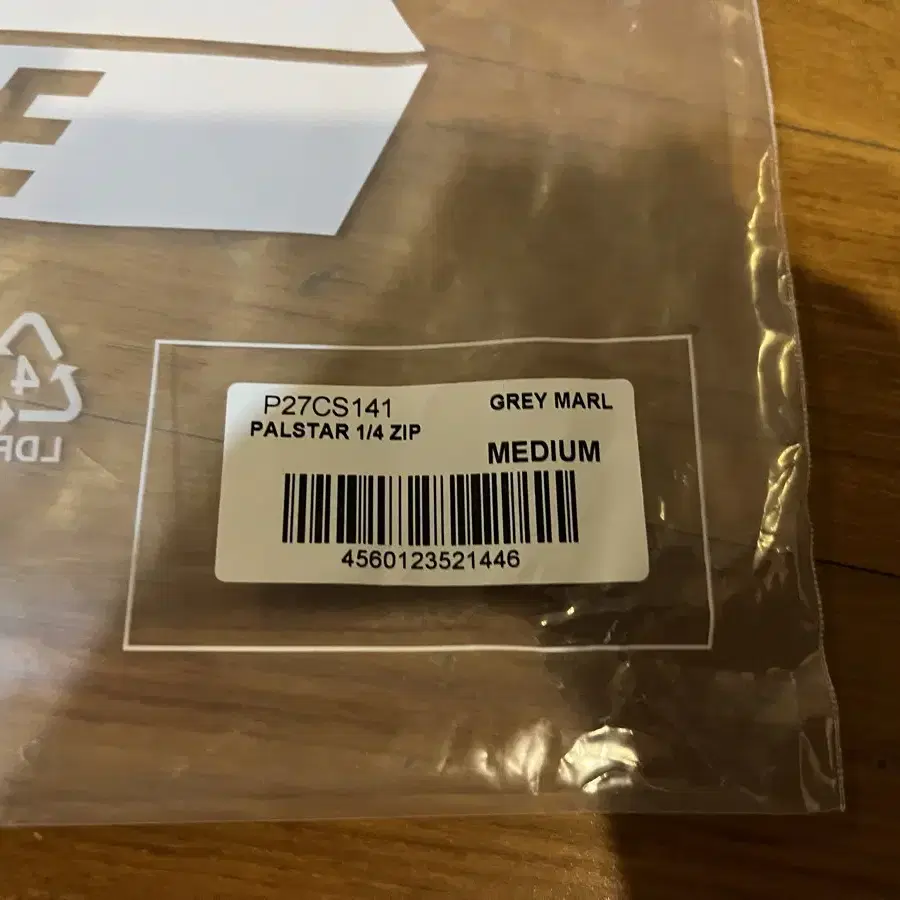 E
4
LDP
P27CS141
GREY MARL
PALSTAR 1/4 ZIP
MEDIUM
4560123521446